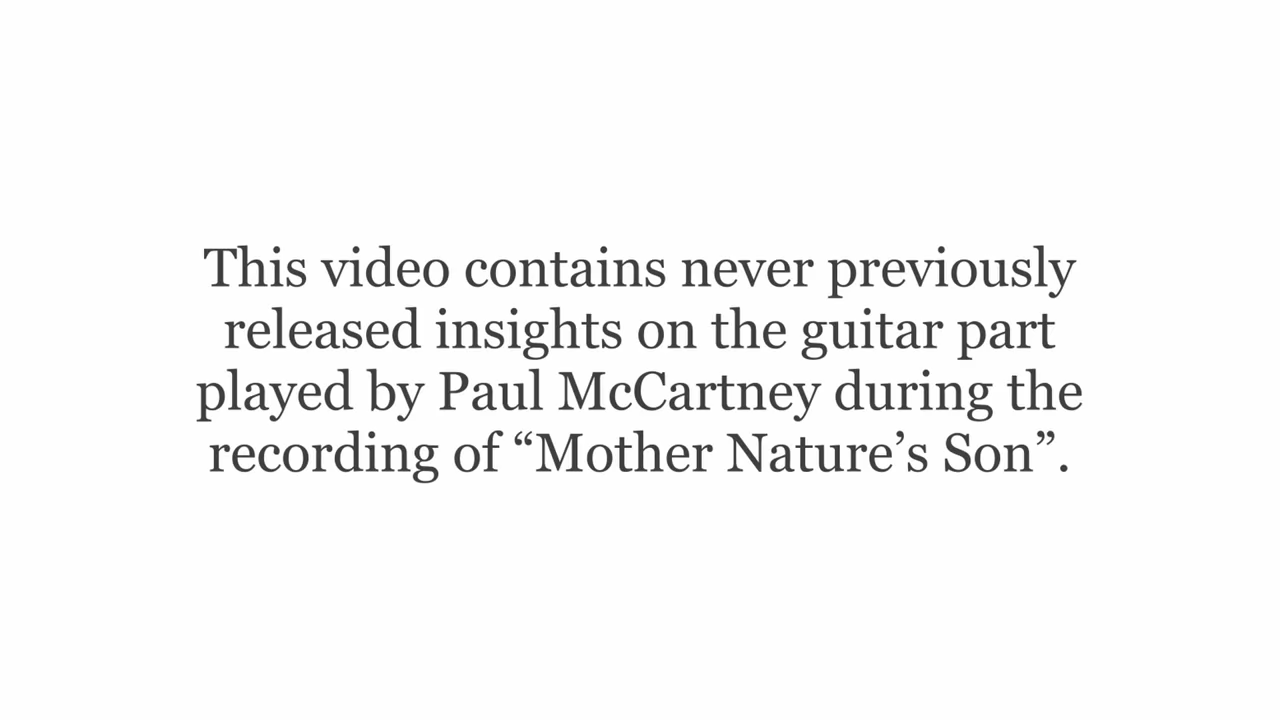 This video contains never previously
released insights on the guitar part
played by Paul McCartney during the
recording of “Mother Nature’s Son”.